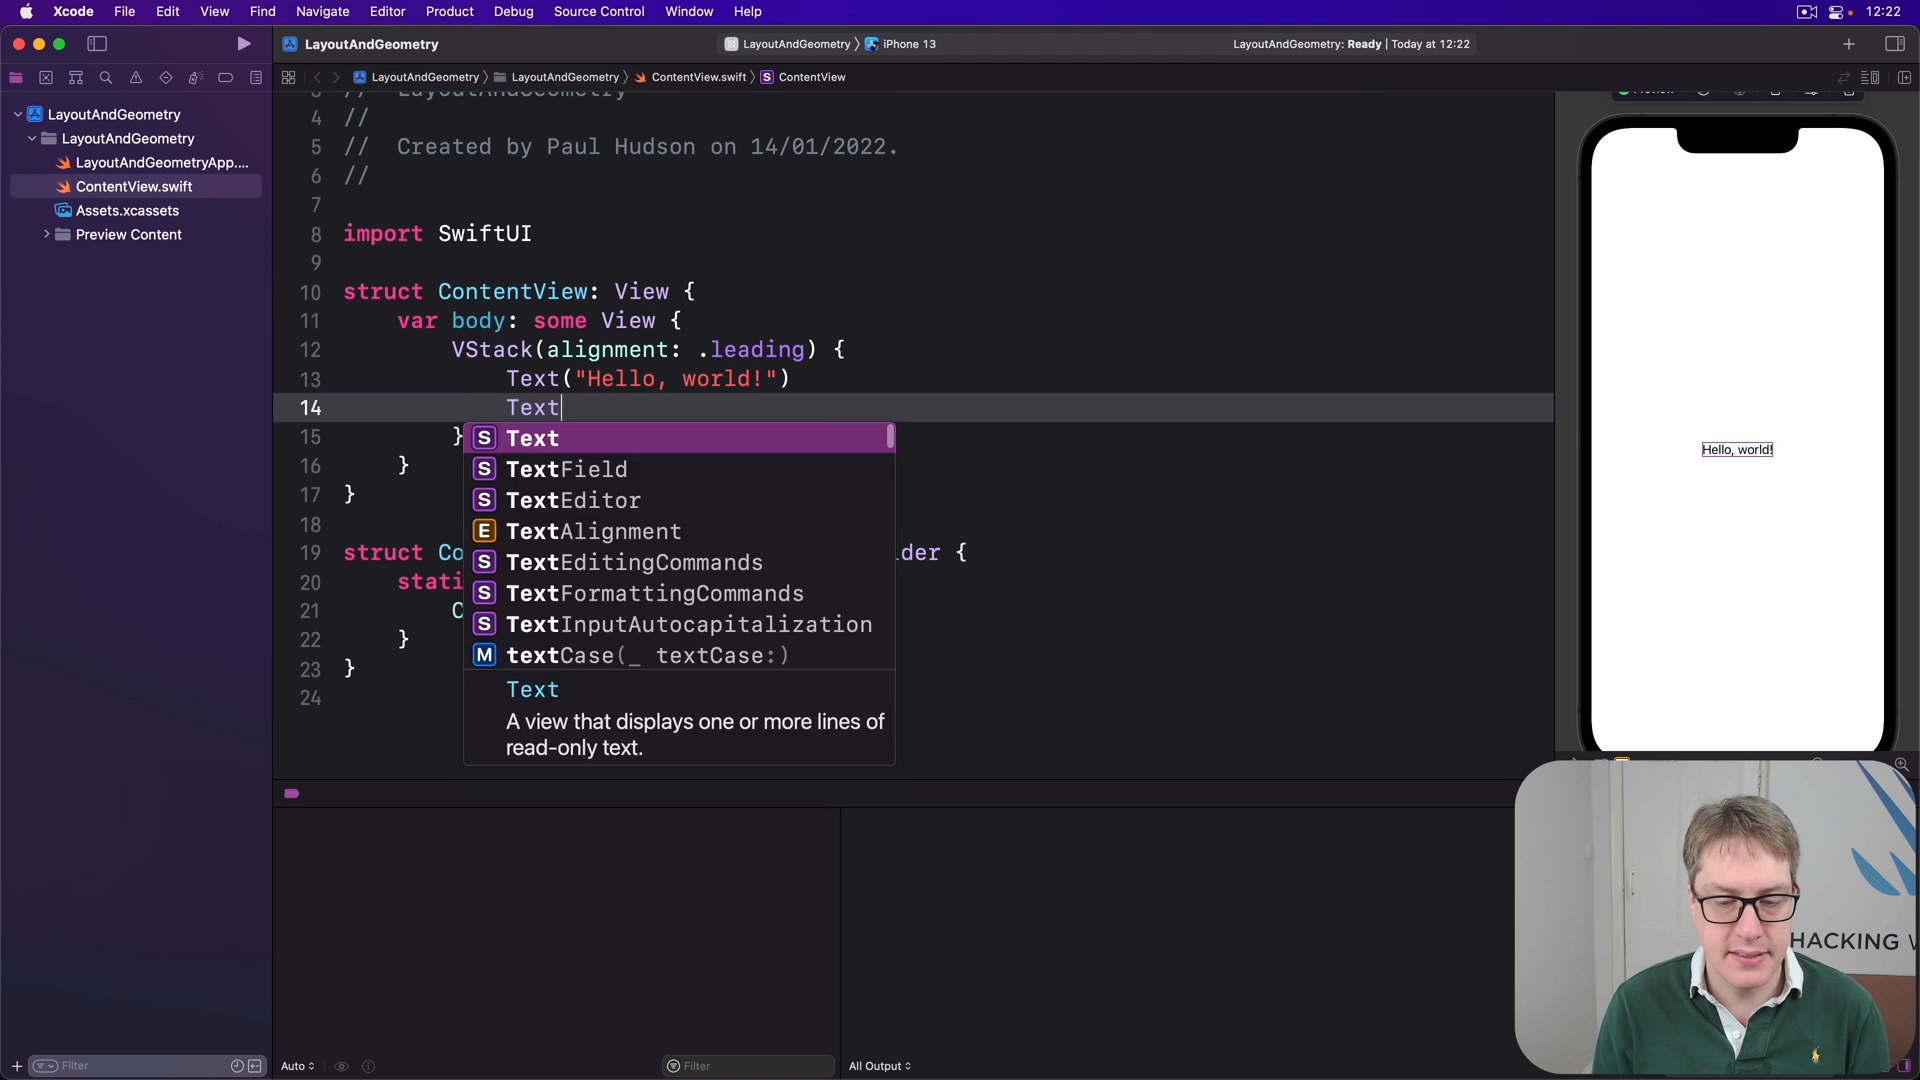 Xcode File Edit View Find Navigate Editor Product Debug Source Control Window Help 12:22
LayoutAndGeometry
LayoutAndGeometry 〉 iPhone 13
LayoutAndGeometry: Ready | Today at 12:22
LayoutAndGeometry 〉 LayoutAndGeometry 〉 ContentView.swift 〉 S ContentView
LayoutAndGeometry
LayoutAndGeometry
LayoutAndGeometryApp....
ContentView.swift
Assets.xcassets
Preview Content
3 // LayoutAndGeometry
4 //
5 // Created by Paul Hudson on 14/01/2022.
6 //
7
8 import SwiftUI
9
10 struct ContentView: View {
11 var body: some View {
12 VStack(alignment: .leading) {
13 Text("Hello, world!")
14 Text
15 }
16 }
17 }
18
19 struct Co lder {
20 stati
21 C
22 }
23 }
24
S Text
S TextField
S TextEditor
E TextAlignment
S TextEditingCommands
S TextFormattingCommands
S TextInputAutocapitalization
M textCase(_ textCase:)
Text
A view that displays one or more lines of
read-only text.
Hello, world!
HACKING W
Filter
Auto
Filter
All Output